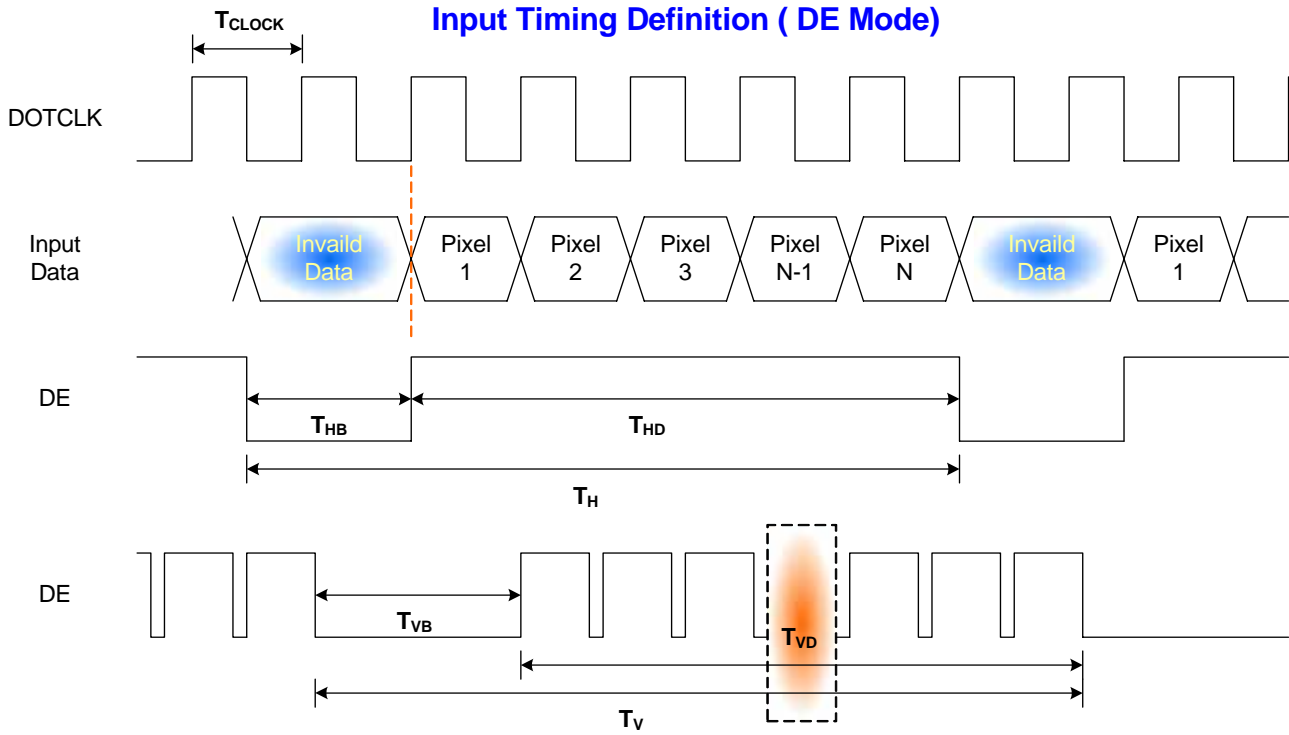 Input Timing Definition ( DE Mode)
TCLOCK
DOTCLK
Input
Data
Invaild
Data
Pixel
1
Pixel
2
Pixel
3
Pixel
N-1
Pixel
N
Invaild
Data
Pixel
1
DE
THB
THD
TH
DE
TVB
TVD
TV